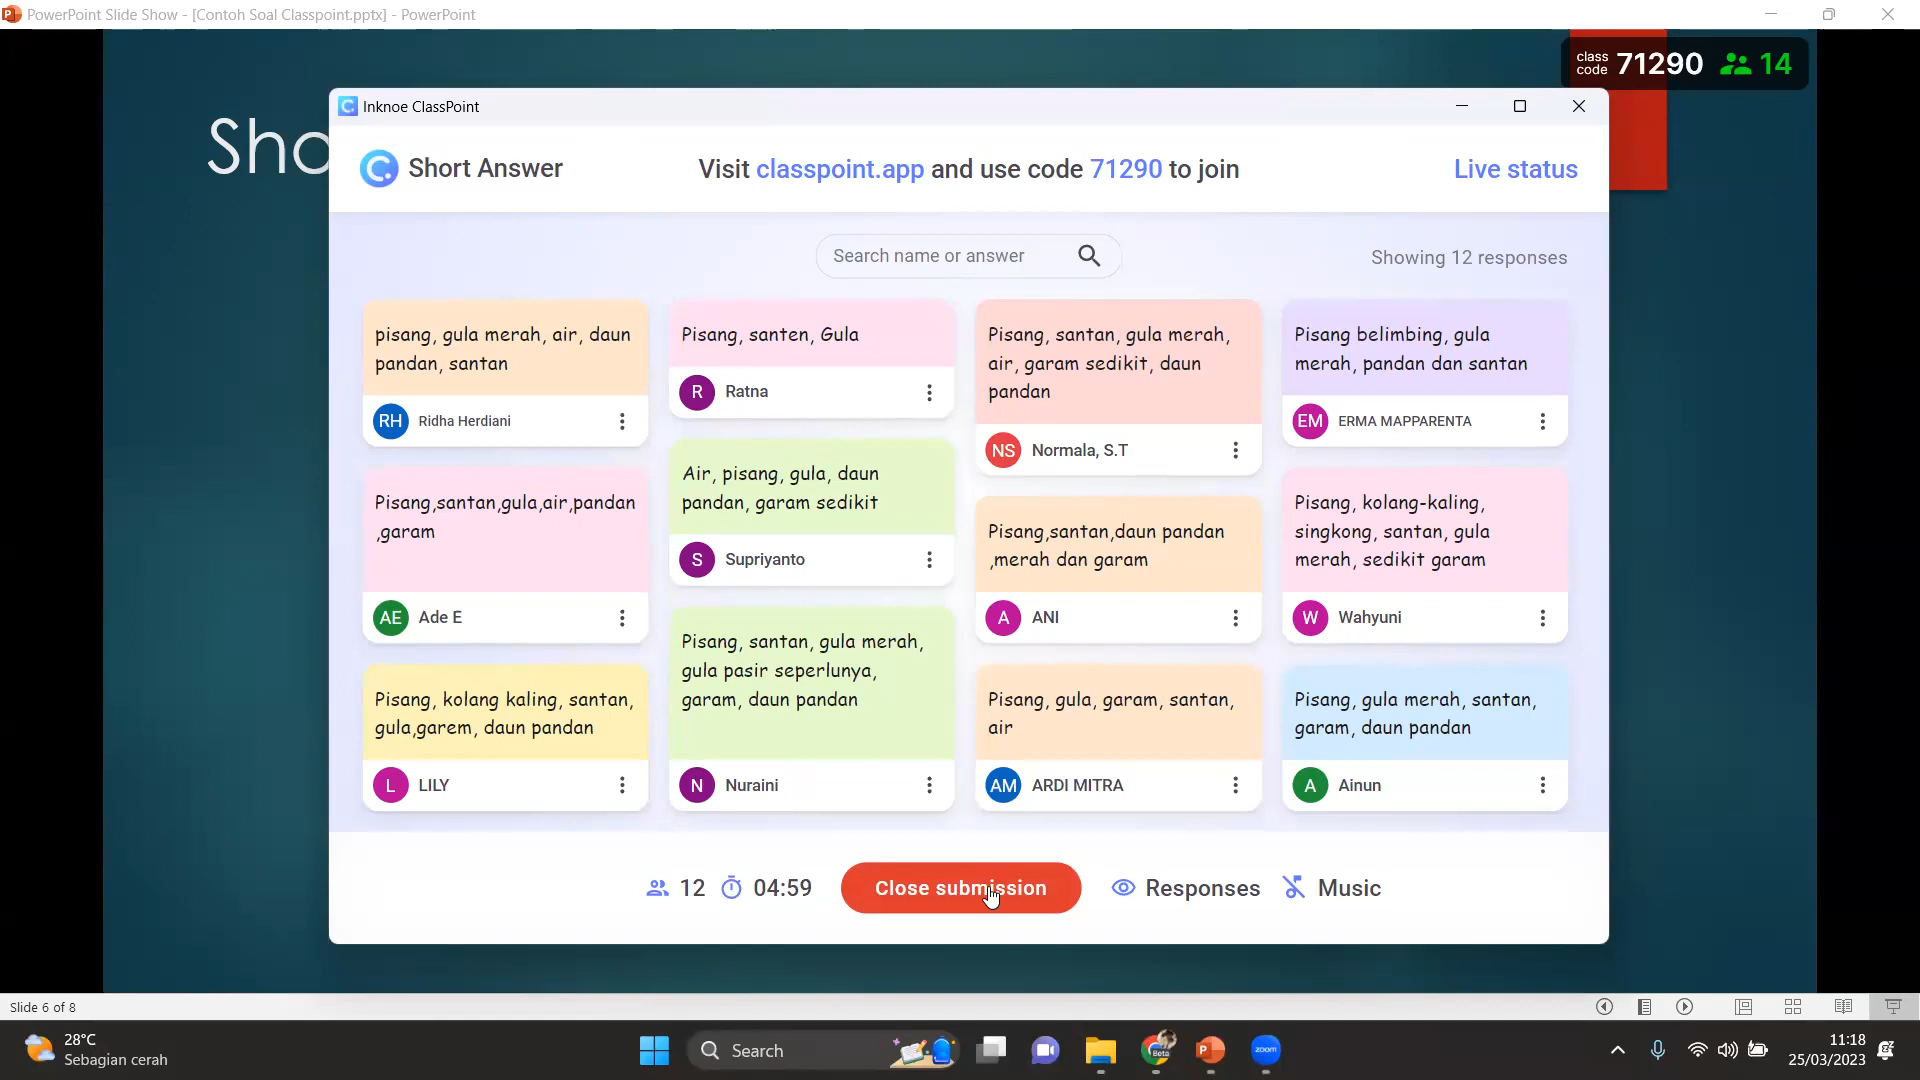 PowerPoint Slide Show - [Contoh Soal Classpoint.pptx] - PowerPoint
class code 71290 14
Sho
Inknoe ClassPoint
Short Answer
Visit classpoint.app and use code 71290 to join
Live status
Search name or answer
Showing 12 responses
pisang, gula merah, air, daun
pandan, santan
RH Ridha Herdiani
Pisang, santen, Gula
R Ratna
Pisang, santan, gula merah,
air, garam sedikit, daun
pandan
NS Normala, S.T
Pisang belimbing, gula
merah, pandan dan santan
EM ERMA MAPPARENTA
Pisang,santan,gula,air,pandan
,garam
AE Ade E
Air, pisang, gula, daun
pandan, garam sedikit
S Supriyanto
Pisang,santan,daun pandan
,merah dan garam
A ANI
Pisang, kolang-kaling,
singkong, santan, gula
merah, sedikit garam
W Wahyuni
Pisang, kolang kaling, santan,
gula,garem, daun pandan
L LILY
Pisang, santan, gula merah,
gula pasir seperlunya,
garam, daun pandan
N Nuraini
Pisang, gula, garam, santan,
air
AM ARDI MITRA
Pisang, gula merah, santan,
garam, daun pandan
A Ainun
12 04:59 Close submission Responses Music
Slide 6 of 8
28°C
Sebagian cerah
Search
Beta
zoom
11:18
25/03/2023